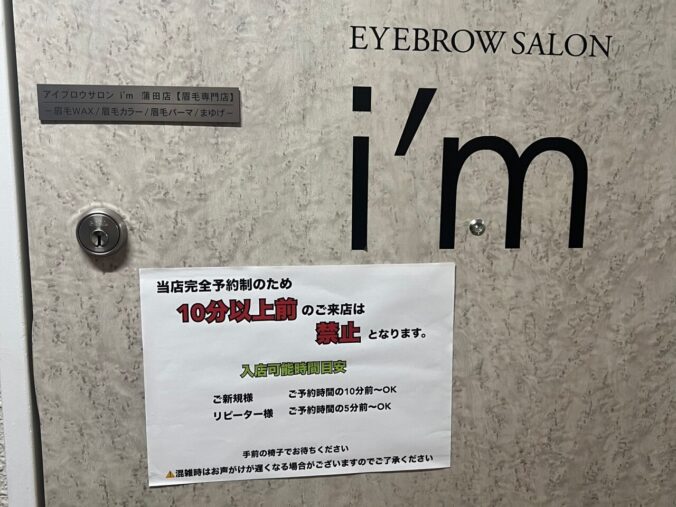 EYEBROW SALON
i'm
アイブロウサロン i'm 蒲田店【眉毛専門店】
−眉毛WAX/眉毛カラー/眉毛パーマ/まゆげ−
当店完全予約制のため
10分以上前のご来店は
禁止となります。
入店可能時間目安
ご新規様 ご予約時間の10分前〜OK
リピーター様 ご予約時間の5分前〜OK
手前の椅子でお待ちください
⚠混雑時はお声がけが遅くなる場合がございますのでご了承ください